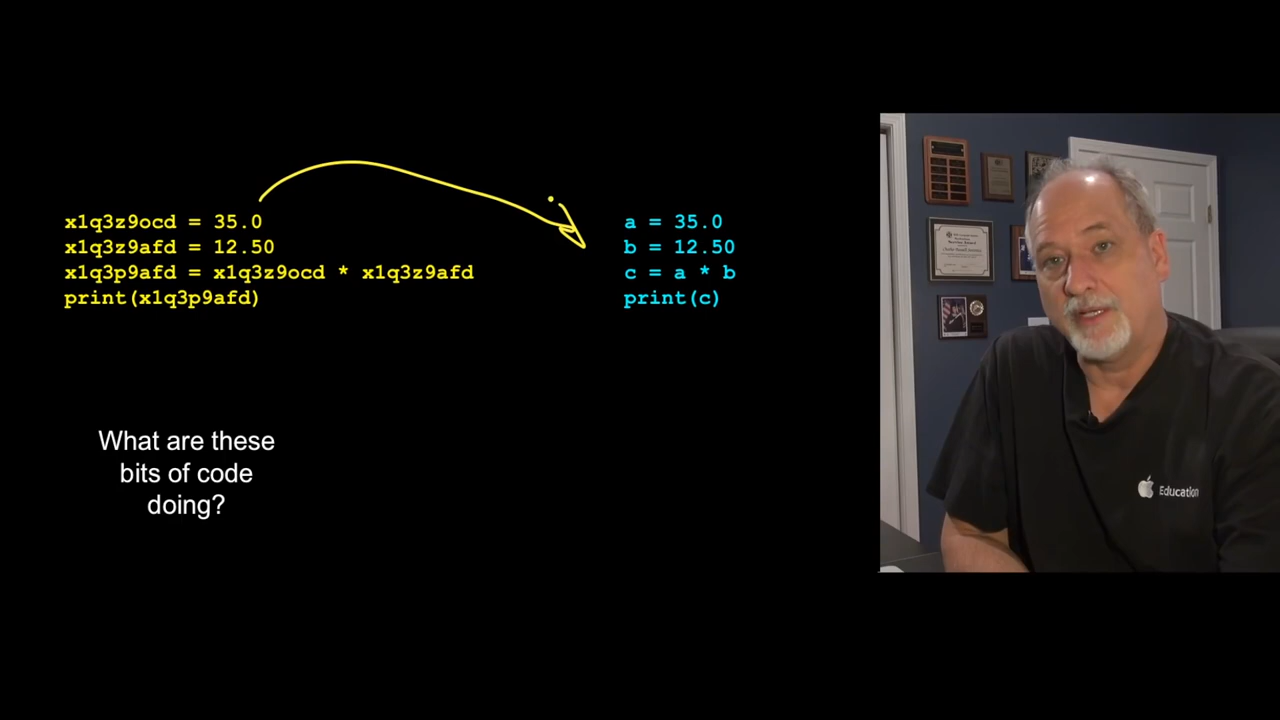 x1q3z9ocd = 35.0
x1q3z9afd = 12.50
x1q3p9afd = x1q3z9ocd * x1q3z9afd
print(x1q3p9afd)
a = 35.0
b = 12.50
c = a * b
print(c)
What are these
bits of code
doing?
Education